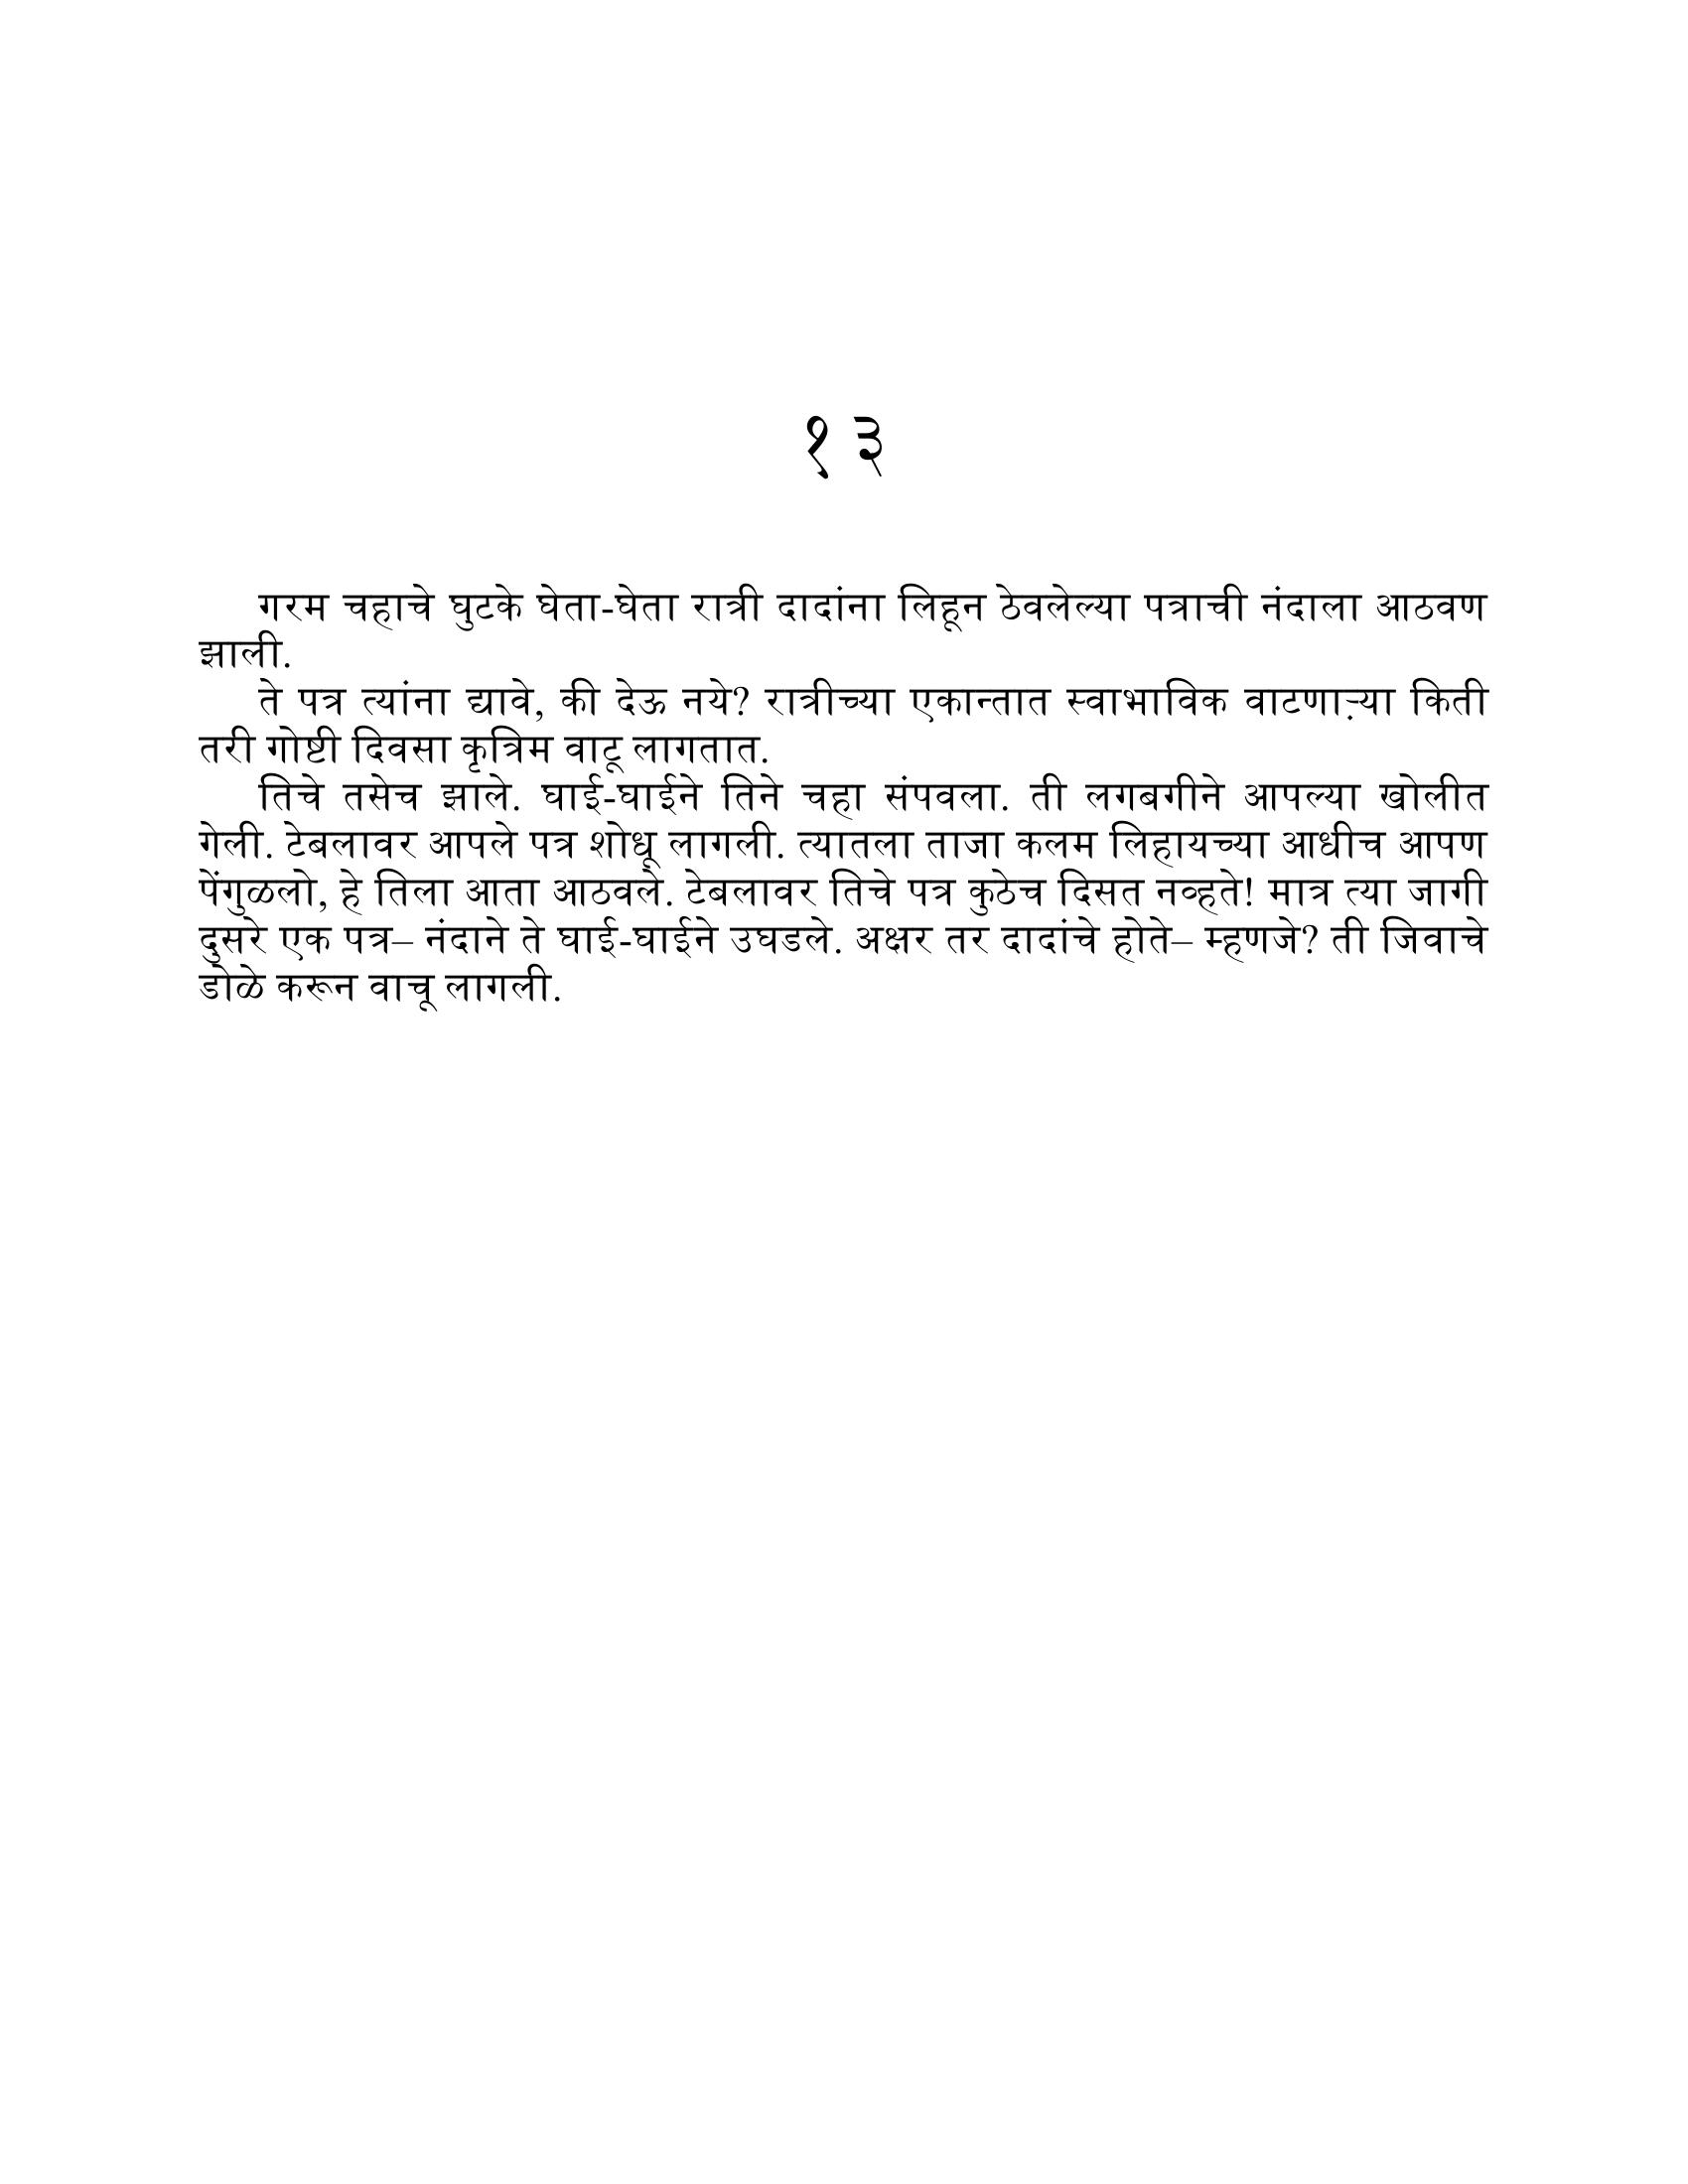 १३
गरम चहाचे घुटके घेता-घेता रात्री दादांना लिहून ठेवलेल्या पत्राची नंदाला आठवण
झाली.
ते पत्र त्यांना द्यावे, की देऊ नये? रात्रीच्या एकान्तात स्वाभाविक वाटणाऱ्या किती
तरी गोष्टी दिवसा कृत्रिम वाटू लागतात.
तिचे तसेच झाले. घाई-घाईने तिने चहा संपवला. ती लगबगीने आपल्या खोलीत
गेली. टेबलावर आपले पत्र शोधू लागली. त्यातला ताजा कलम लिहायच्या आधीच आपण
पेंगुळलो, हे तिला आता आठवले. टेबलावर तिचे पत्र कुठेच दिसत नव्हते! मात्र त्या जागी
दुसरे एक पत्र– नंदाने ते घाई-घाईने उघडले. अक्षर तर दादांचे होते– म्हणजे? ती जिवाचे
डोळे करून वाचू लागली.